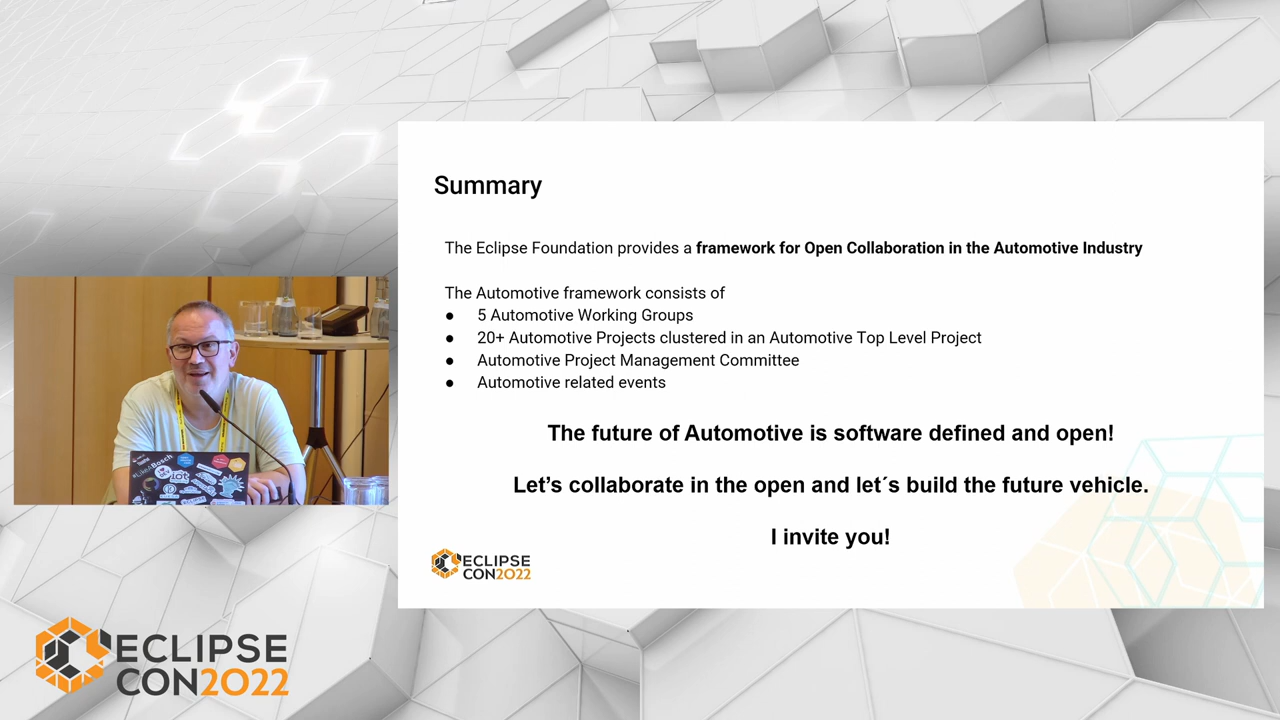 Summary
The Eclipse Foundation provides a framework for Open Collaboration in the Automotive Industry
The Automotive framework consists of
● 5 Automotive Working Groups
● 20+ Automotive Projects clustered in an Automotive Top Level Project
● Automotive Project Management Committee
● Automotive related events
The future of Automotive is software defined and open!
Let’s collaborate in the open and let´s build the future vehicle.
I invite you!
ECLIPSE
CON2022
#LikeABosch
iot
ECLIPSE
CON2022